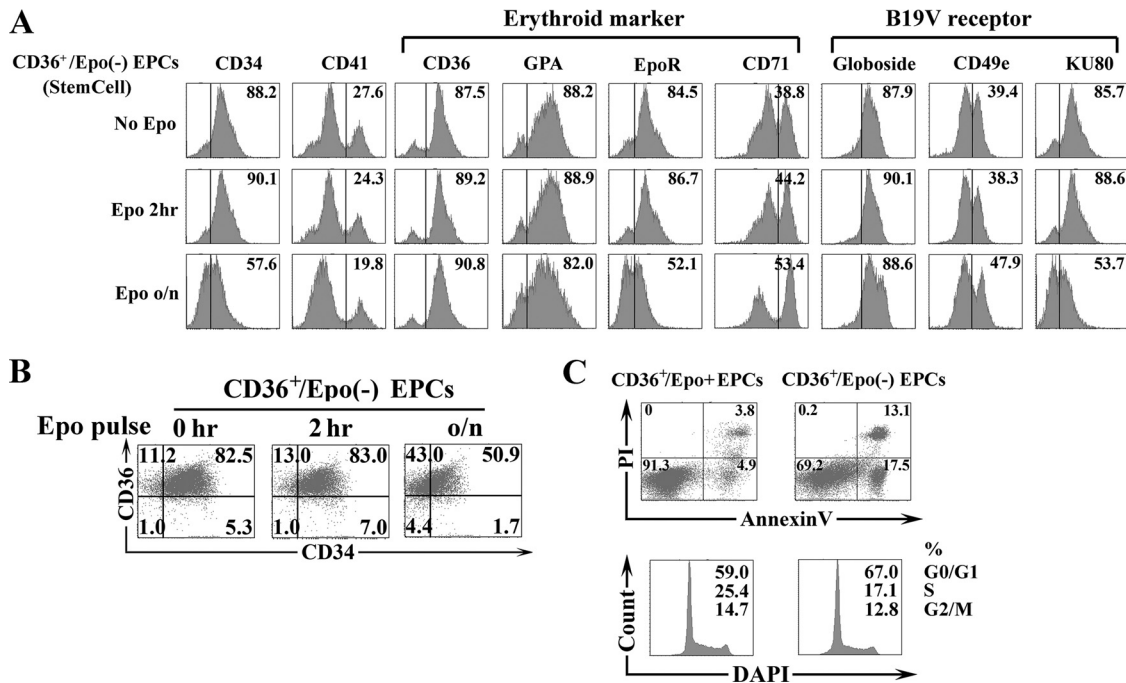 A
Erythroid marker
B19V receptor
CD36+/Epo(-) EPCs
(StemCell)
CD34 CD41 CD36 GPA EpoR CD71 Globoside CD49e KU80
No Epo 88.2 27.6 87.5 88.2 84.5 38.8 87.9 39.4 85.7
Epo 2hr 90.1 24.3 89.2 88.9 86.7 44.2 90.1 38.3 88.6
Epo o/n 57.6 19.8 90.8 82.0 52.1 53.4 88.6 47.9 53.7
B
CD36+/Epo(-) EPCs
Epo pulse 0 hr 2 hr o/n
CD36
11.2 82.5 13.0 83.0 43.0 50.9
1.0 5.3 1.0 7.0 4.4 1.7
CD34
C
CD36+/Epo+EPCs CD36+/Epo(-) EPCs
PI
0 3.8 0.2 13.1
91.3 4.9 69.2 17.5
AnnexinV
%
59.0 67.0 G0/G1
25.4 17.1 S
14.7 12.8 G2/M
Count
DAPI